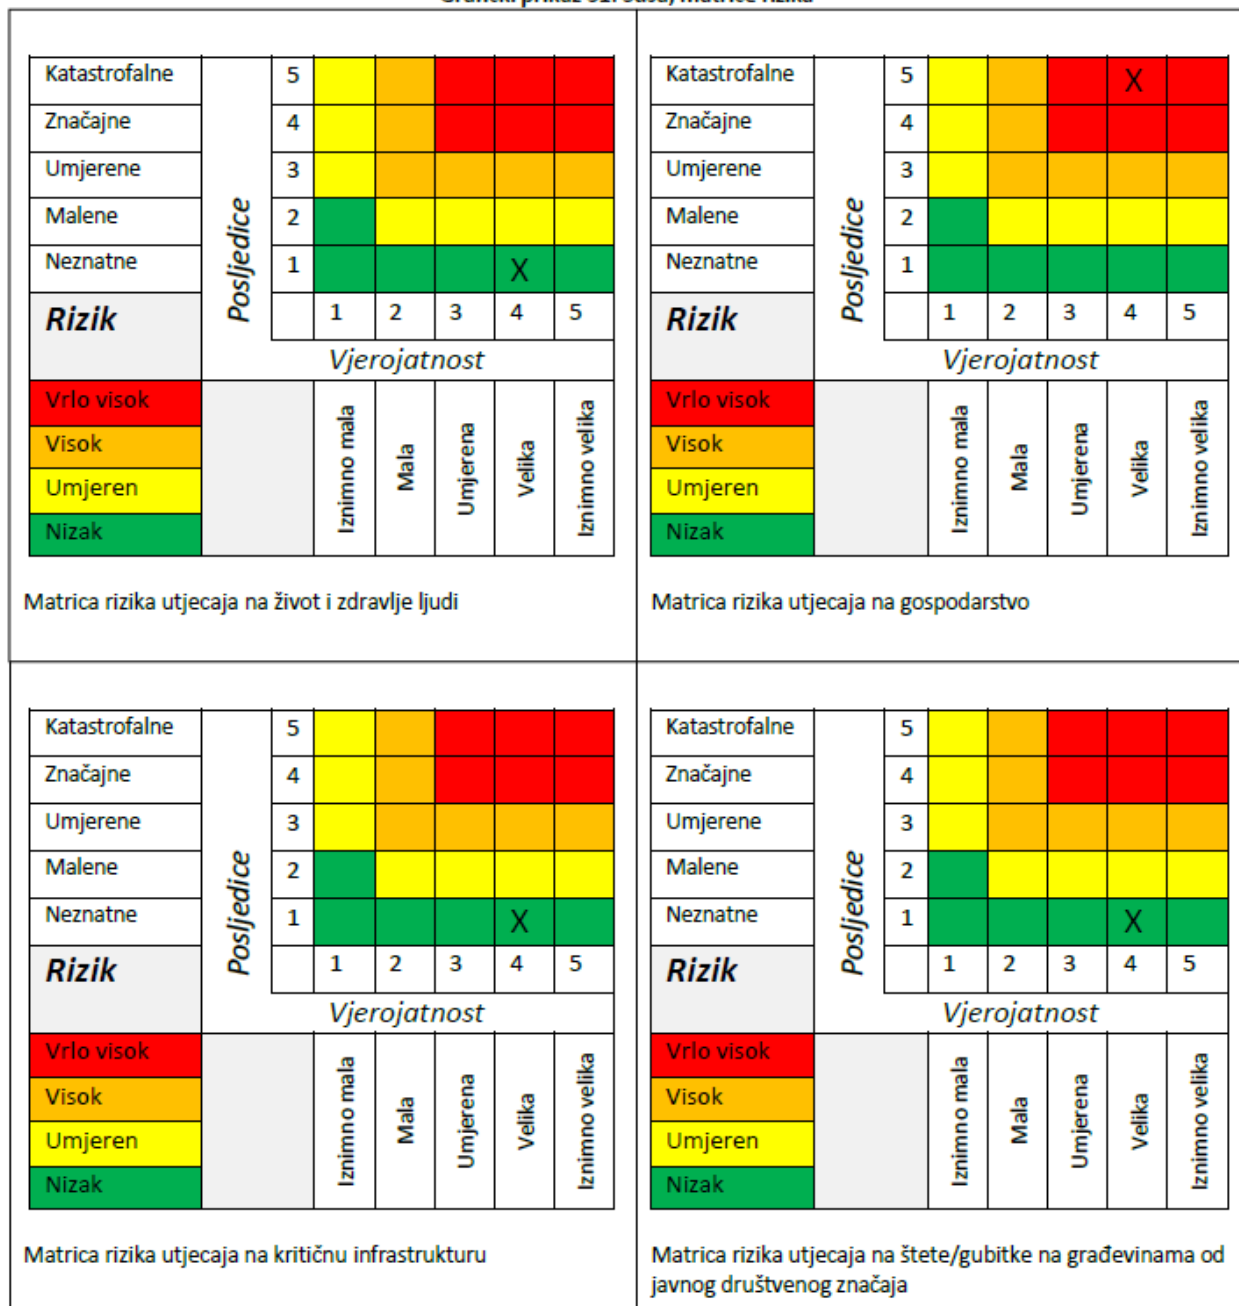 Grafički prikaz 31: Suša, matrice rizika
Katastrofalne 5
Značajne 4
Umjerene 3
Malene 2
Neznatne 1 X
Posljedice
Rizik 1 2 3 4 5
Vjerojatnost
Vrlo visok
Visok
Umjeren
Nizak
Iznimno mala
Mala
Umjerena
Velika
Iznimno velika
Matrica rizika utjecaja na život i zdravlje ljudi
Katastrofalne 5 X
Značajne 4
Umjerene 3
Malene 2
Neznatne 1
Posljedice
Rizik 1 2 3 4 5
Vjerojatnost
Vrlo visok
Visok
Umjeren
Nizak
Iznimno mala
Mala
Umjerena
Velika
Iznimno velika
Matrica rizika utjecaja na gospodarstvo
Katastrofalne 5
Značajne 4
Umjerene 3
Malene 2
Neznatne 1 X
Posljedice
Rizik 1 2 3 4 5
Vjerojatnost
Vrlo visok
Visok
Umjeren
Nizak
Iznimno mala
Mala
Umjerena
Velika
Iznimno velika
Matrica rizika utjecaja na kritičnu infrastrukturu
Katastrofalne 5
Značajne 4
Umjerene 3
Malene 2
Neznatne 1 X
Posljedice
Rizik 1 2 3 4 5
Vjerojatnost
Vrlo visok
Visok
Umjeren
Nizak
Iznimno mala
Mala
Umjerena
Velika
Iznimno velika
Matrica rizika utjecaja na štete/gubitke na građevinama od
javnog društvenog značaja